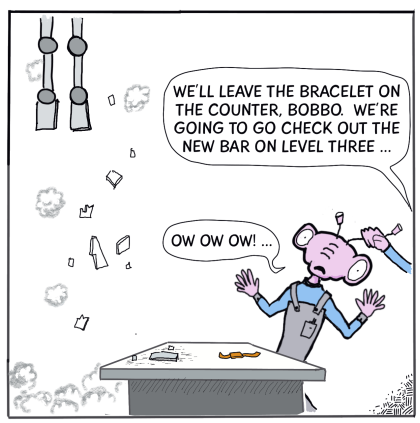 WE'LL LEAVE THE BRACELET ON
THE COUNTER, BOBBO.  WE'RE
GOING TO GO CHECK OUT THE
NEW BAR ON LEVEL THREE ...
OW OW OW! ...